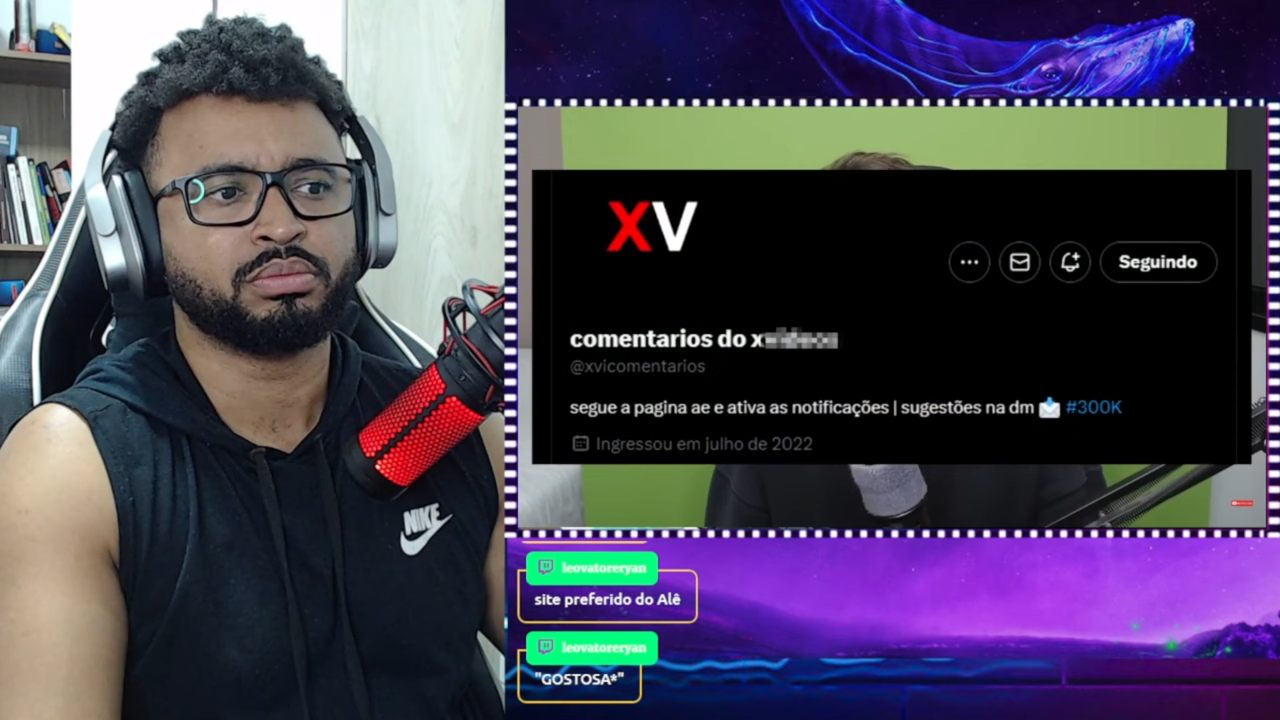 XV
Seguindo
comentarios do x
@xvicomentarios
segue a pagina ae e ativa as notificações | sugestões na dm #300K
Ingressou em julho de 2022
NIKE
leovatoreryan
site preferido do Alê
leovatoreryan
"GOSTOSA*"